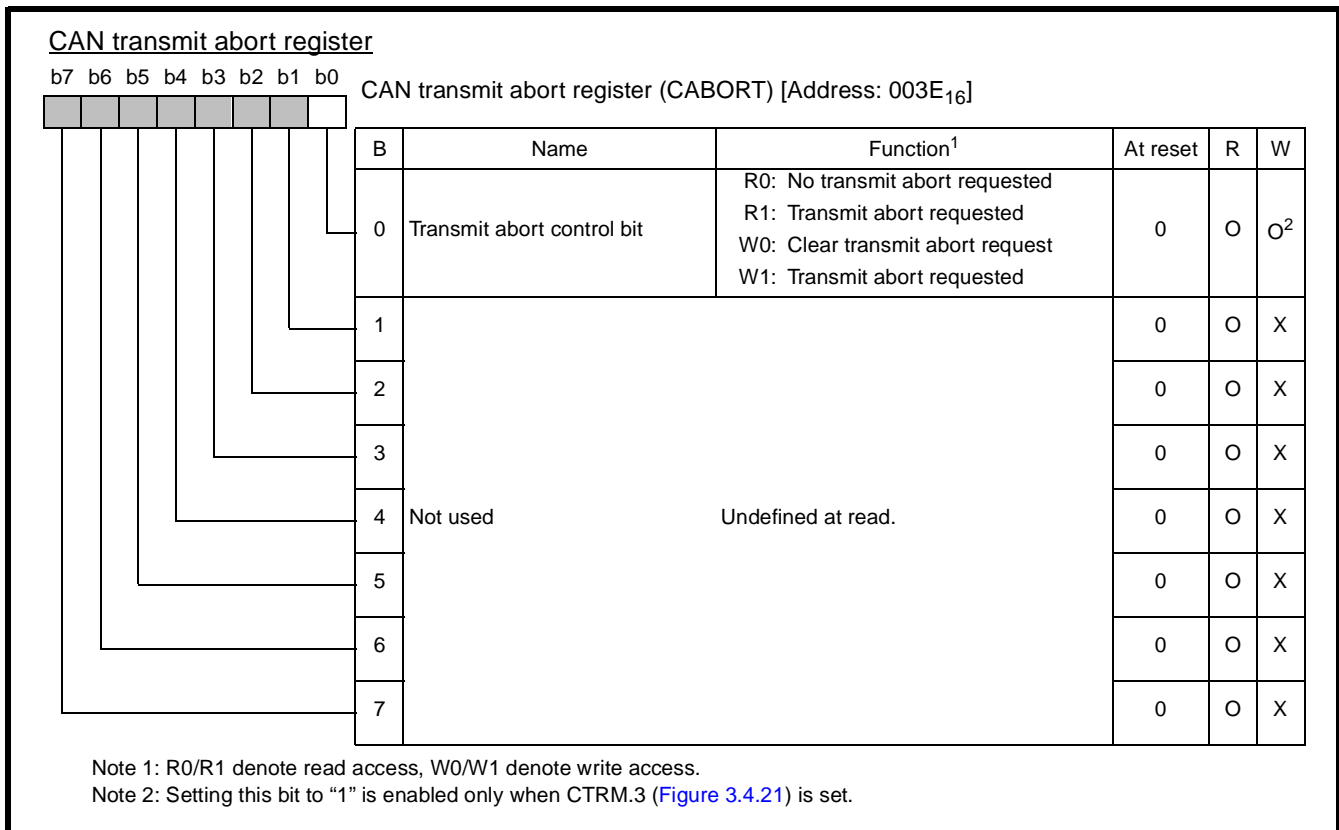 CAN transmit abort register
b7 b6 b5 b4 b3 b2 b1 b0
CAN transmit abort register (CABORT) [Address: 003E16]
B Name Function1 At reset R W
0 Transmit abort control bit R0: No transmit abort requested 0 O O2
R1: Transmit abort requested
W0: Clear transmit abort request
W1: Transmit abort requested
1 0 O X
2 0 O X
3 0 O X
4 Not used Undefined at read. 0 O X
5 0 O X
6 0 O X
7 0 O X
Note 1: R0/R1 denote read access, W0/W1 denote write access.
Note 2: Setting this bit to “1” is enabled only when CTRM.3 (Figure 3.4.21) is set.